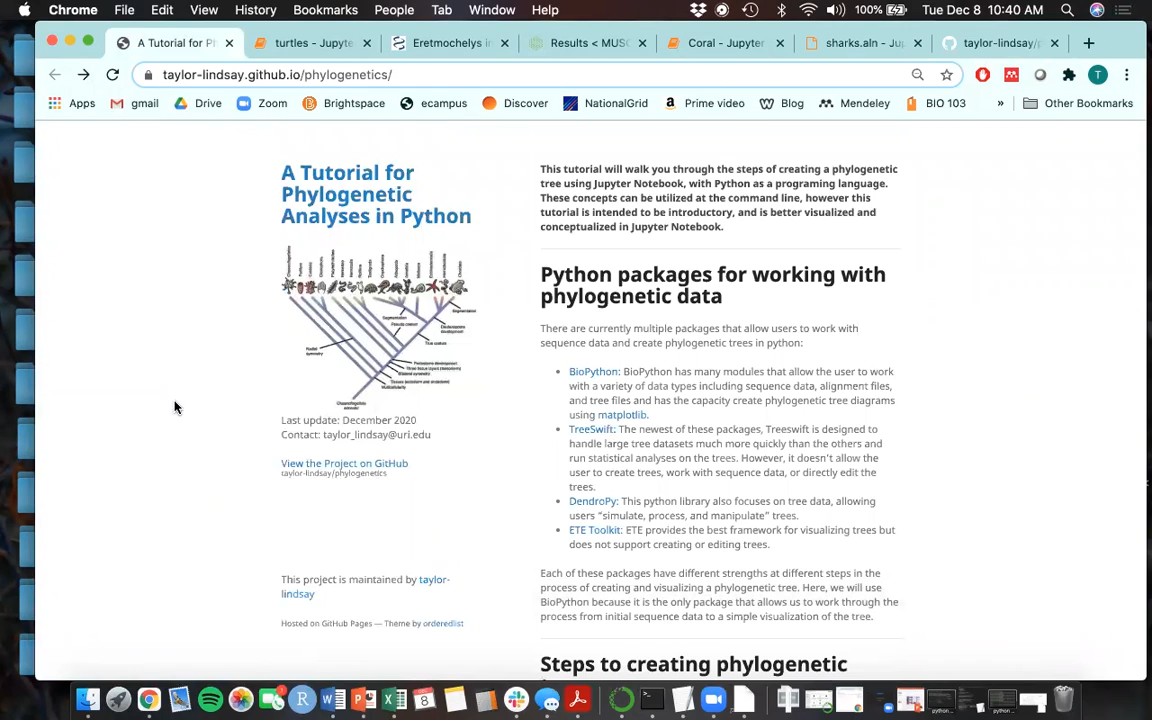 Chrome File Edit View History Bookmarks People Tab Window Help 100% Tue Dec 8 10:40 AM
A Tutorial for Ph turtles - Jupyte Eretmochelys in Results < MUSC Coral - Jupyter sharks.aln - Ju taylor-lindsay/p
taylor-lindsay.github.io/phylogenetics/ T
Apps gmail Drive Zoom Brightspace ecampus Discover NationalGrid Prime video Blog Mendeley BIO 103 » Other Bookmarks
A Tutorial for
Phylogenetic
Analyses in Python
Last update: December 2020
Contact: taylor_lindsay@uri.edu
View the Project on GitHub
taylor-lindsay/phylogenetics
This project is maintained by taylor-
lindsay
Hosted on GitHub Pages — Theme by orderedlist
This tutorial will walk you through the steps of creating a phylogenetic
tree using Jupyter Notebook, with Python as a programing language.
These concepts can be utilized at the command line, however this
tutorial is intended to be introductory, and is better visualized and
conceptualized in Jupyter Notebook.
Python packages for working with
phylogenetic data
There are currently multiple packages that allow users to work with
sequence data and create phylogenetic trees in python:
BioPython: BioPython has many modules that allow the user to work
with a variety of data types including sequence data, alignment files,
and tree files and has the capacity create phylogenetic tree diagrams
using matplotlib.
TreeSwift: The newest of these packages, Treeswift is designed to
handle large tree datasets much more quickly than the others and
run statistical analyses on the trees. However, it doesn't allow the
user to create trees, work with sequence data, or directly edit the
trees.
DendroPy: This python library also focuses on tree data, allowing
users “simulate, process, and manipulate” trees.
ETE Toolkit: ETE provides the best framework for visualizing trees but
does not support creating or editing trees.
Each of these packages have different strengths at different steps in the
process of creating and visualizing a phylogenetic tree. Here, we will use
BioPython because it is the only package that allows us to work through the
process from initial sequence data to a simple visualization of the tree.
Steps to creating phylogenetic